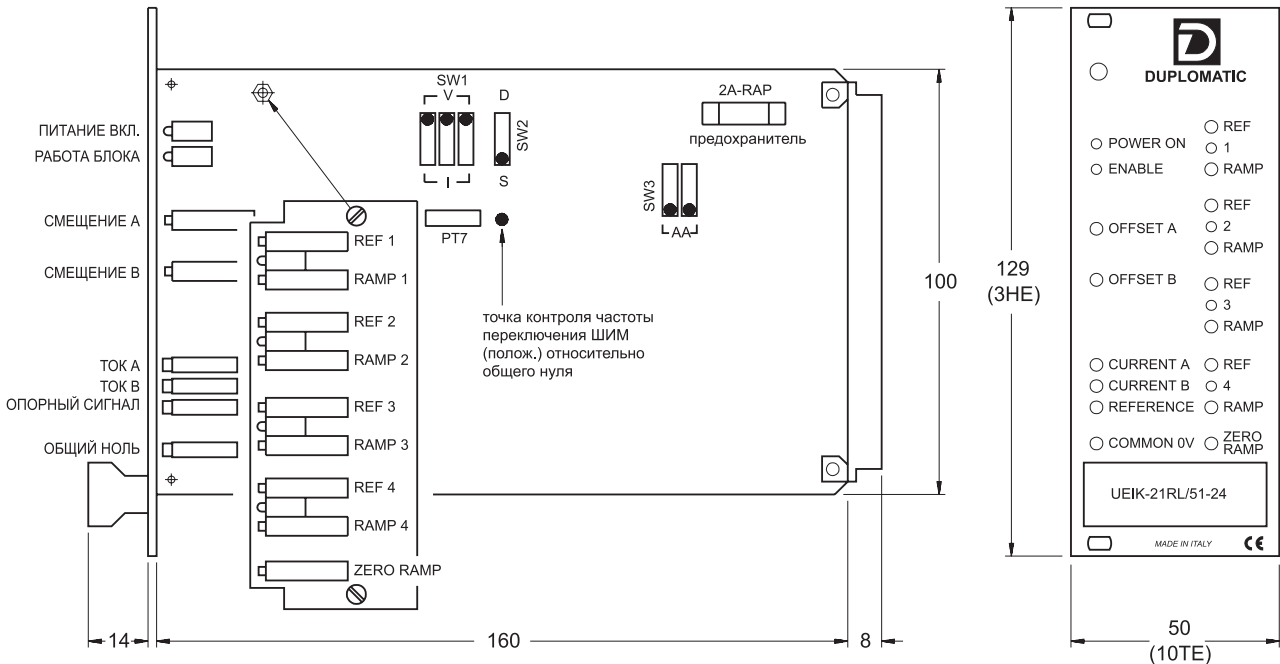 ПИТАНИЕ ВКЛ.
РАБОТА БЛОКА
СМЕЩЕНИЕ А
СМЕЩЕНИЕ В
ТОК А
ТОК В
ОПОРНЫЙ СИГНАЛ
ОБЩИЙ НОЛЬ
SW1
V
I
D
SW2
S
PT7
2A-RAP
предохранитель
SW3
AA
REF 1
RAMP 1
REF 2
RAMP 2
REF 3
RAMP 3
REF 4
RAMP 4
ZERO RAMP
точка контроля частоты
переключения ШИМ
(полож.) относительно
общего нуля
14
160
8
100
129
(3HE)
D
DUPLOMATIC
POWER ON
ENABLE
OFFSET A
OFFSET B
CURRENT A
CURRENT B
REFERENCE
COMMON 0V
REF
1
RAMP
REF
2
RAMP
REF
3
RAMP
REF
4
RAMP
ZERO
RAMP
UEIK-21RL/51-24
MADE IN ITALY
CE
50
(10TE)